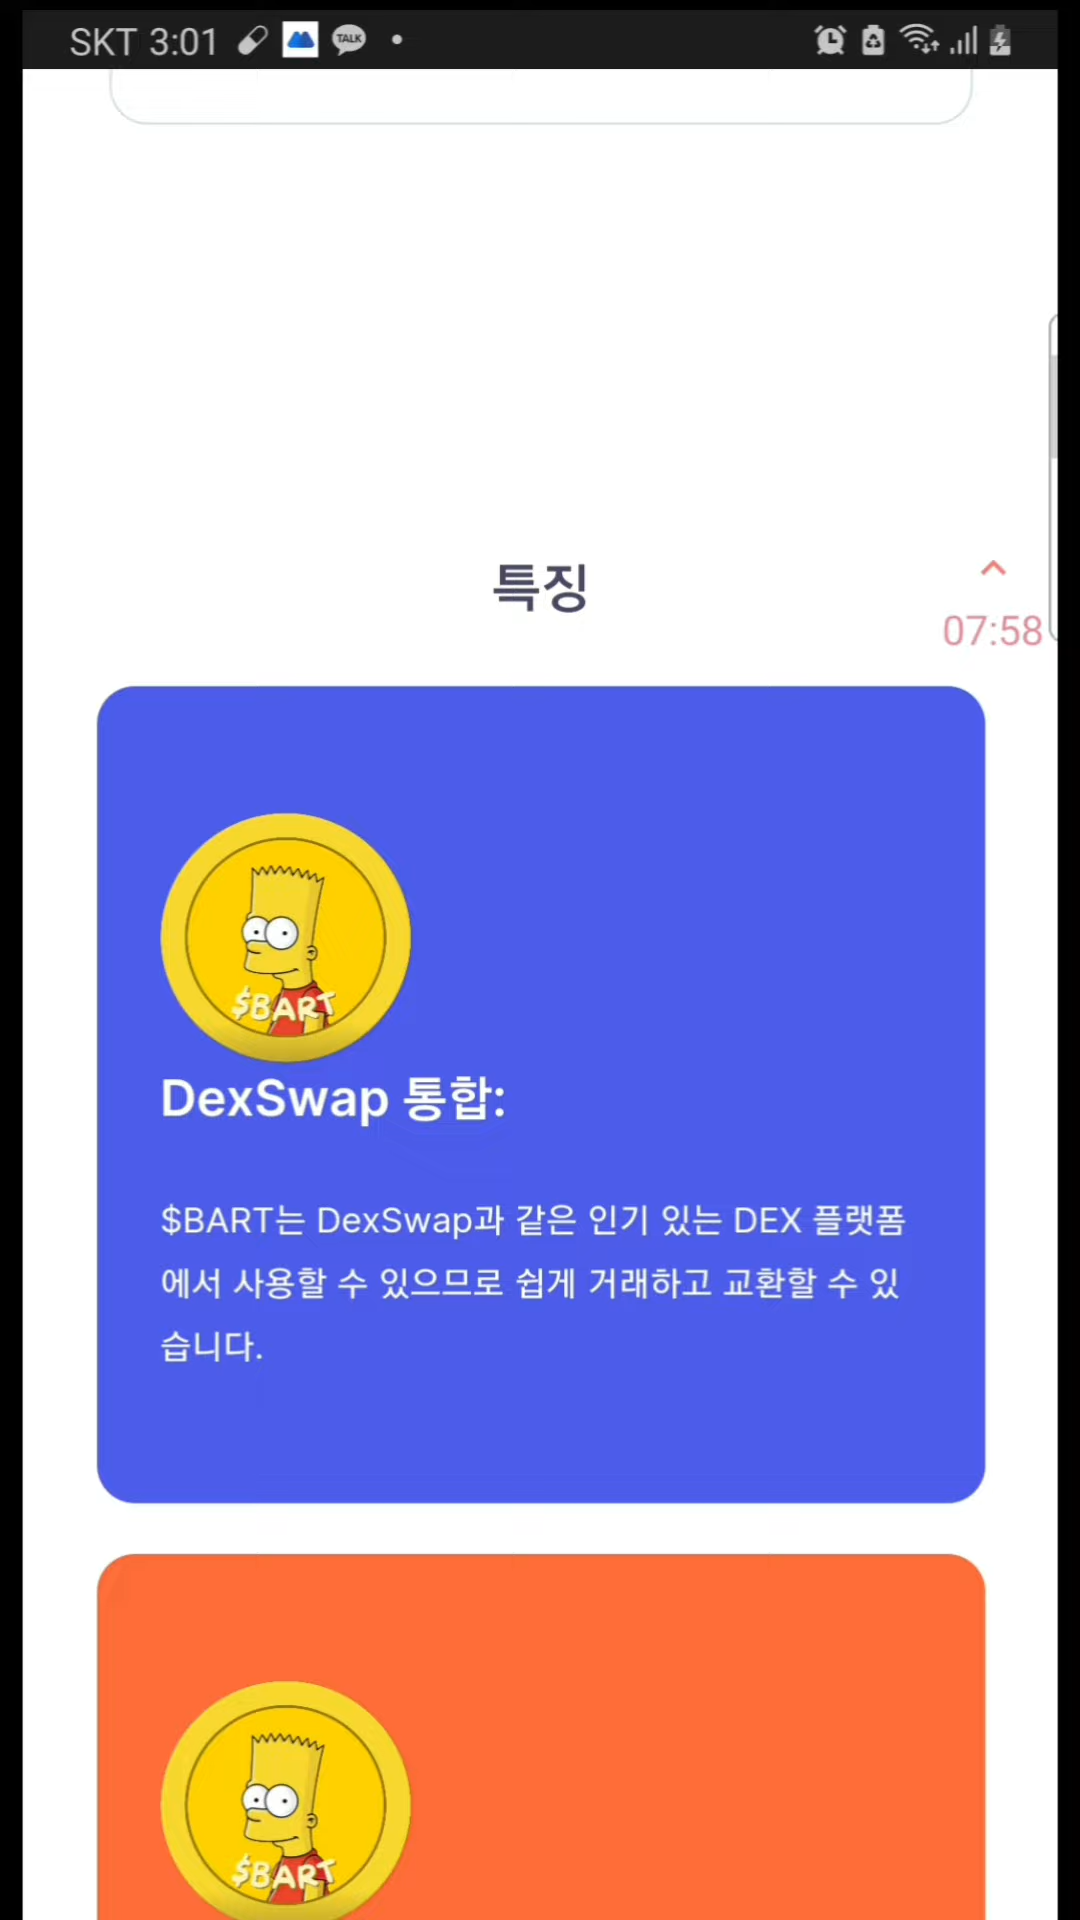 SKT 3:01
TALK
특징
07:58
$BART
DexSwap 통합:
$BART는 DexSwap과 같은 인기 있는 DEX 플랫폼
에서 사용할 수 있으므로 쉽게 거래하고 교환할 수 있
습니다.
$BART